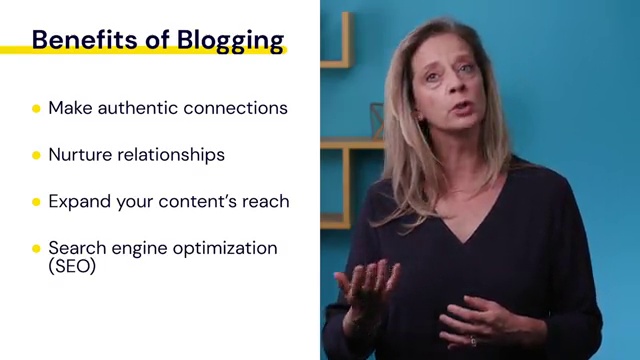 Benefits of Blogging
Make authentic connections
Nurture relationships
Expand your content's reach
Search engine optimization
(SEO)